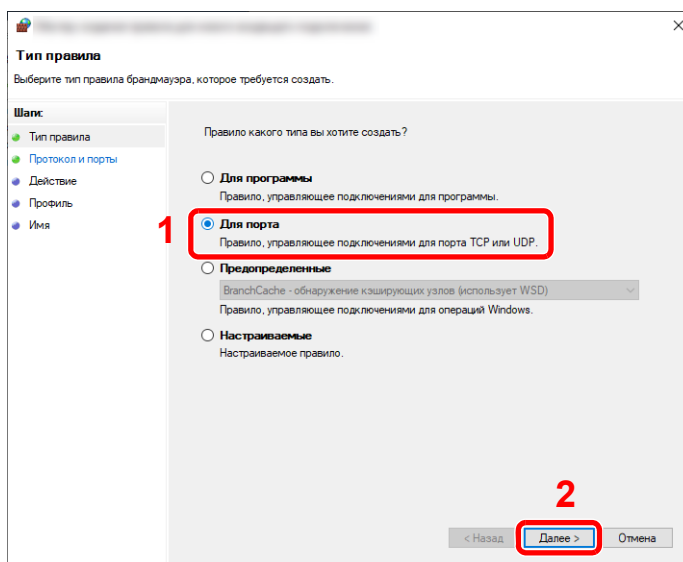 Тип правила
Выберите тип правила брандмауэра, которое требуется создать.
Шаги:
Тип правила
Протокол и порты
Действие
Профиль
Имя
Правило какого типа вы хотите создать?
Для программы
Правило, управляющее подключениями для программы.
1
Для порта
Правило, управляющее подключениями для порта TCP или UDP.
Предопределенные
BranchCache - обнаружение кэширующих узлов (использует WSD)
Правило, управляющее подключениями для операций Windows.
Настраиваемые
Настраиваемое правило.
2
< Назад
Далее >
Отмена